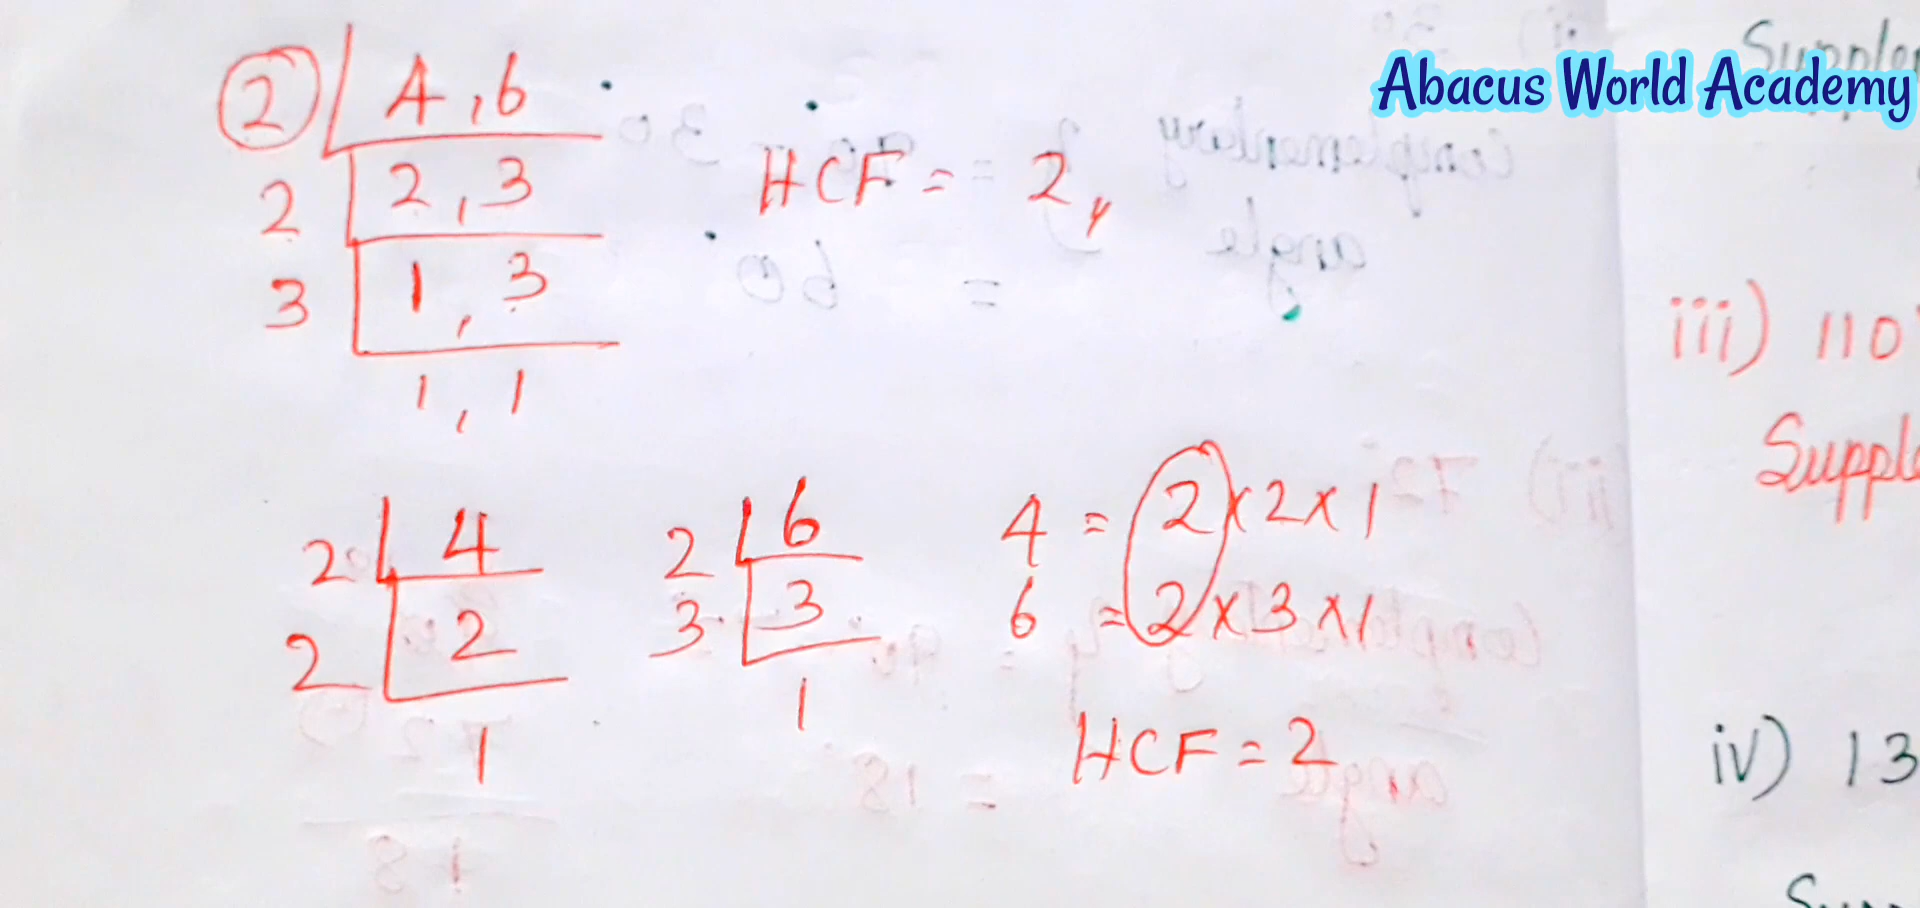 Abacus World Academy
2 | 4, 6
2 | 2, 3
3 | 1, 3
1, 1
HCF = 2,,
2 | 4
2 | 2
1
2 | 6
3 | 3
1
4 = 2 x 2 x 1
6 = 2 x 3 x 1
HCF = 2
iii) 110
Supple
iv) 13